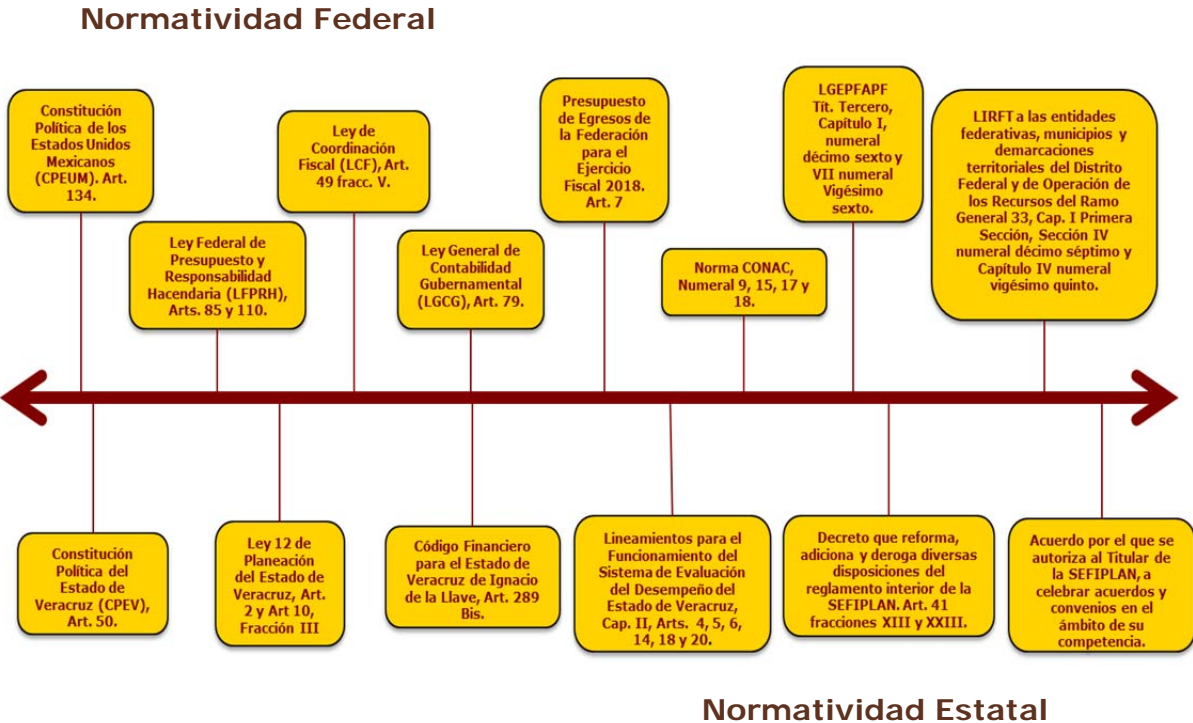 Normatividad Federal
Constitución
Política de los
Estados Unidos
Mexicanos
(CPEUM). Art.
134.
Ley Federal de
Presupuesto y
Responsabilidad
Hacendaria (LFPRH),
Arts. 85 y 110.
Ley de
Coordinación
Fiscal (LCF), Art.
49 fracc. V.
Ley General de
Contabilidad
Gubernamental
(LGCG), Art. 79.
Presupuesto
de Egresos de
la Federación
para el
Ejercicio
Fiscal 2018.
Art. 7
Norma CONAC,
Numeral 9, 15, 17 y
18.
LGEPFAPF
Tít. Tercero,
Capítulo I,
numeral
décimo sexto y
VII numeral
Vigésimo
sexto.
LIRFT a las entidades
federativas, municipios y
demarcaciones
territoriales del Distrito
Federal y de Operación de
los Recursos del Ramo
General 33, Cap. I Primera
Sección, Sección IV
numeral décimo séptimo y
Capítulo IV numeral
vigésimo quinto.
Constitución
Política del
Estado de
Veracruz (CPEV),
Art. 50.
Ley 12 de
Planeación
del Estado de
Veracruz, Art.
2 y Art 10,
Fracción III
Código Financiero
para el Estado de
Veracruz de Ignacio
de la Llave, Art. 289
Bis.
Lineamientos para el
Funcionamiento del
Sistema de Evaluación
del Desempeño del
Estado de Veracruz,
Cap. II, Arts. 4, 5, 6,
14, 18 y 20.
Decreto que reforma,
adiciona y deroga diversas
disposiciones del
reglamento interior de la
SEFIPLAN. Art. 41
fracciones XIII y XXIII.
Acuerdo por el que se
autoriza al Titular de
la SEFIPLAN, a
celebrar acuerdos y
convenios en el
ámbito de su
competencia.
Normatividad Estatal